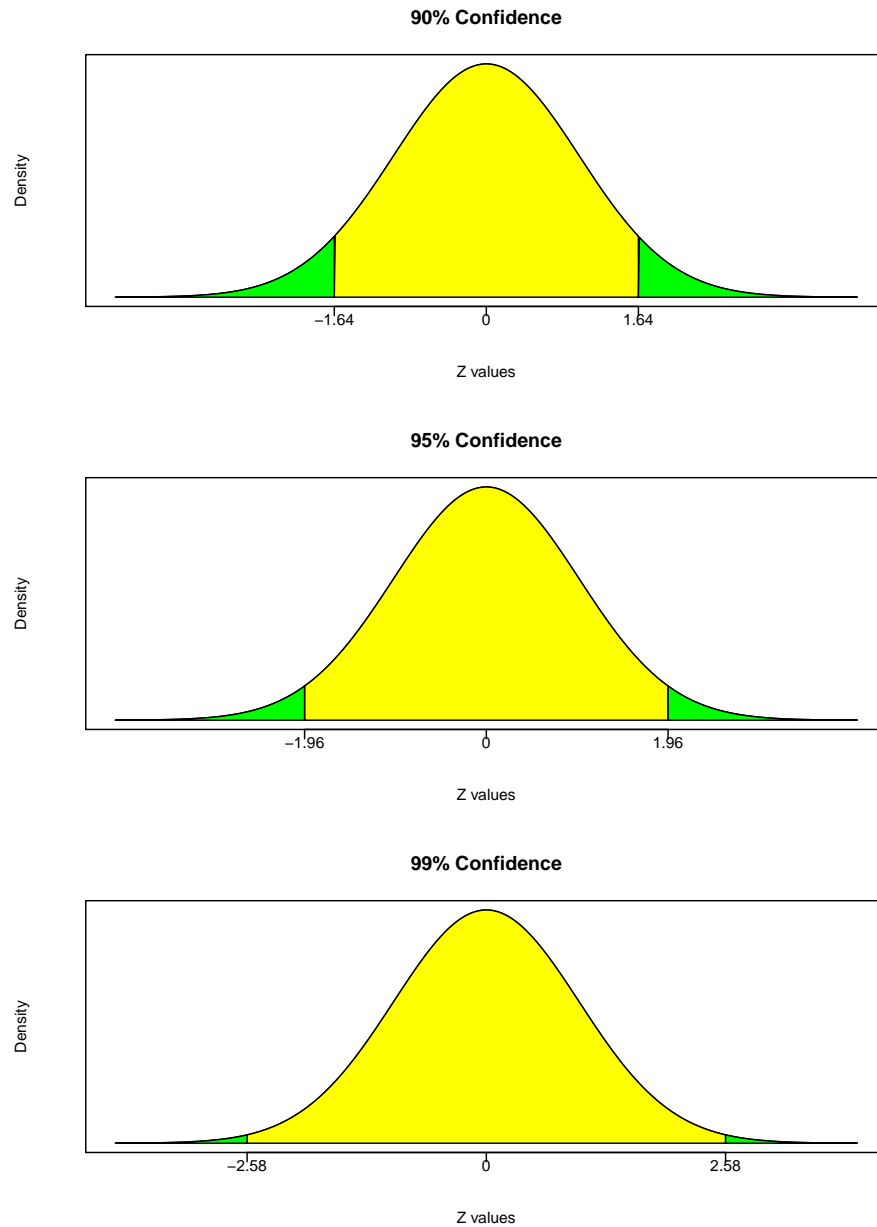 90% Confidence
Density
−1.64 0 1.64
Z values
95% Confidence
Density
−1.96 0 1.96
Z values
99% Confidence
Density
−2.58 0 2.58
Z values